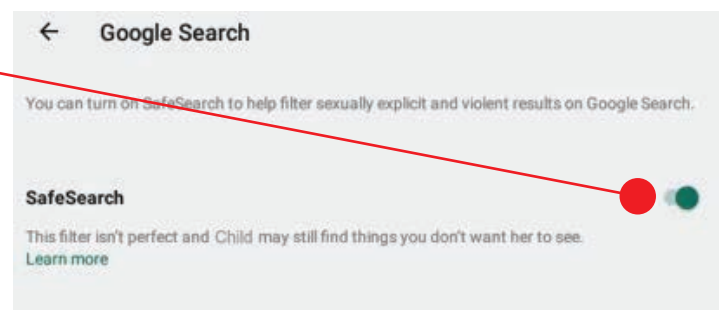 Google Search
You can turn on SafeSearch to help filter sexually explicit and violent results on Google Search.
SafeSearch
This filter isn't perfect and Child may still find things you don't want her to see.
Learn more